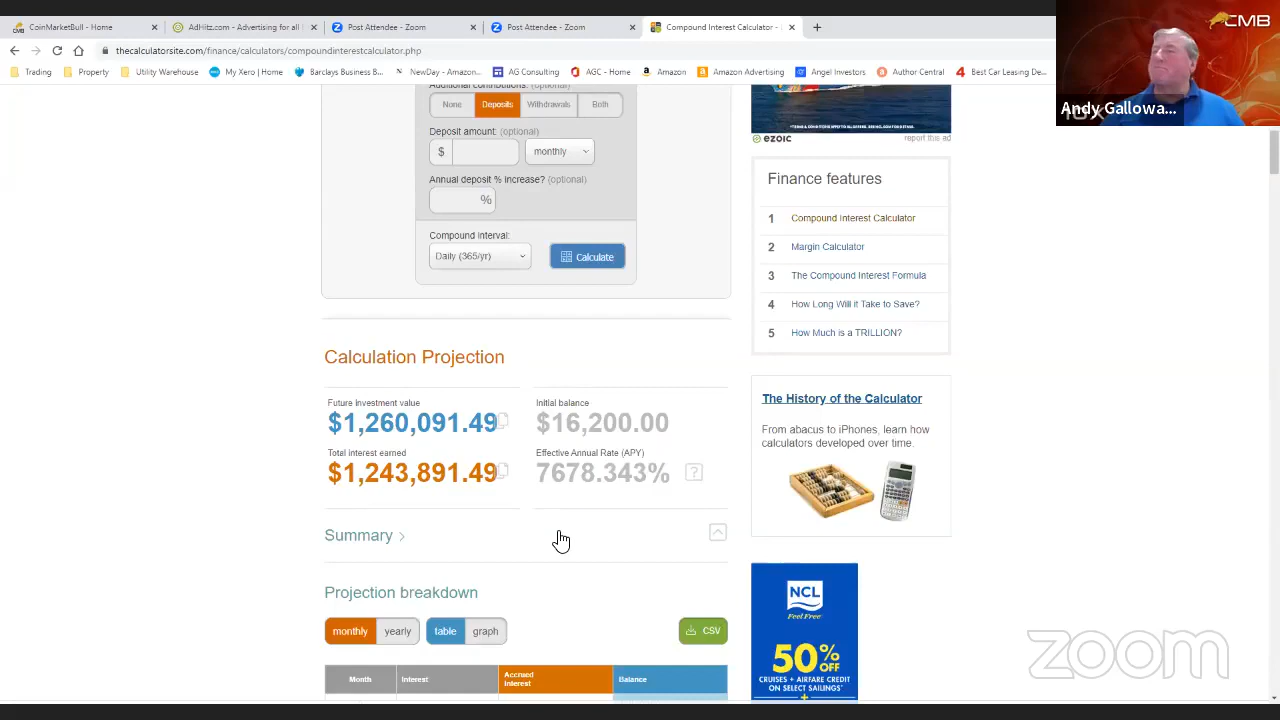 CoinMarketBull - Home
AdHitz.com - Advertising for all
Post Attendee - Zoom
Post Attendee - Zoom
Compound Interest Calculator -
thecalculatorsite.com/finance/calculators/compoundinterestcalculator.php
Trading
Property
Utility Warehouse
My Xero | Home
Barclays Business B...
NewDay - Amazon...
AG Consulting
AGC - Home
Amazon
Amazon Advertising
Angel Investors
Author Central
Best Car Leasing De...
CMB
Andy Gallowa...
Additional contributions: (optional)
None
Deposits
Withdrawals
Both
Deposit amount: (optional)
$
monthly
Annual deposit % increase? (optional)
%
Compound interval:
Daily (365/yr)
Calculate
ezoic
report this ad
Finance features
1 Compound Interest Calculator
2 Margin Calculator
3 The Compound Interest Formula
4 How Long Will it Take to Save?
5 How Much is a TRILLION?
Calculation Projection
Future investment value
$1,260,091.49
Initial balance
$16,200.00
Total interest earned
$1,243,891.49
Effective Annual Rate (APY)
7678.343%
?
Summary
The History of the Calculator
From abacus to iPhones, learn how
calculators developed over time.
Projection breakdown
monthly
yearly
table
graph
CSV
Month
Interest
Accrued
Interest
Balance
NCL
Feel Free
50% OFF
CRUISES + AIRFARE CREDIT
ON SELECT SAILINGS*
+
zoom